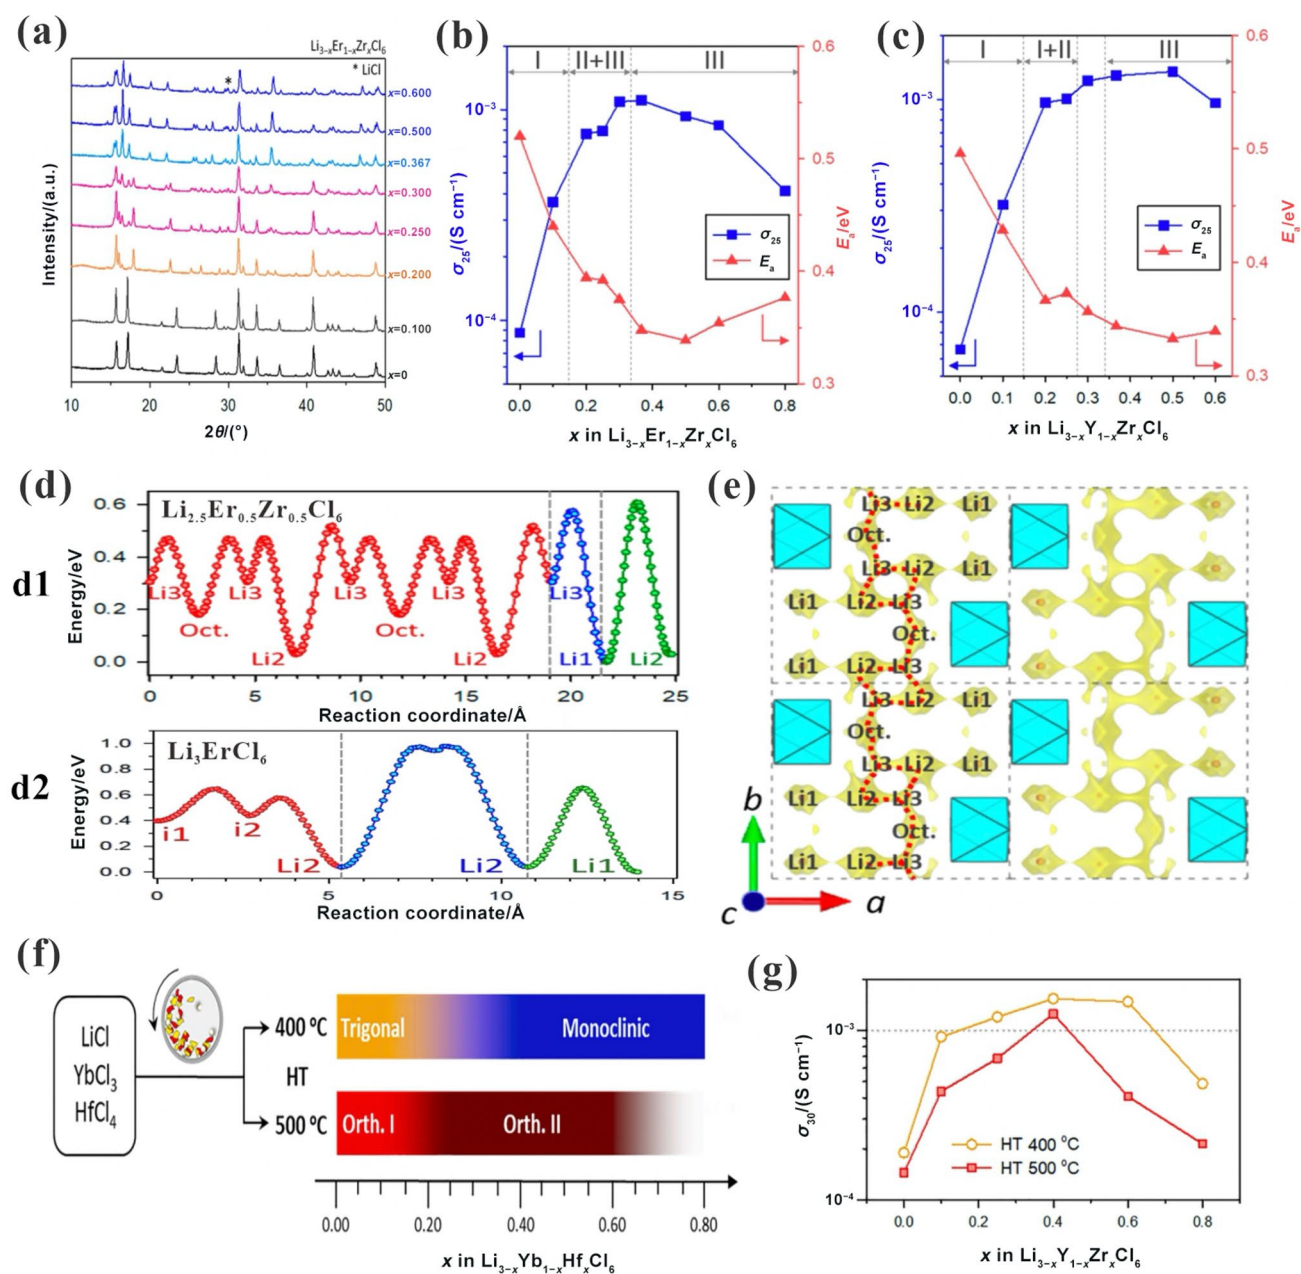 (a)
Li₃₋ₓEr₁₋ₓZrₓCl₆
* LiCl
*
x=0.600
x=0.500
x=0.367
x=0.300
x=0.250
x=0.200
x=0.100
x=0
Intensity/(a.u.)
10 20 30 40 50
2θ/(°)
(b)
I II+III III
10⁻³
10⁻⁴
σ₂₅/(S cm⁻¹)
0.6
0.5
0.4
0.3
Eₐ/eV
σ₂₅
Eₐ
0.0 0.2 0.4 0.6 0.8
x in Li₃₋ₓEr₁₋ₓZrₓCl₆
(c)
I I+II III
10⁻³
10⁻⁴
σ₂₅/(S cm⁻¹)
0.6
0.5
0.4
0.3
0.2
0.1
Eₐ/eV
σ₂₅
Eₐ
0.0 0.1 0.2 0.3 0.4 0.5 0.6
x in Li₃₋ₓY₁₋ₓZrₓCl₆
(d)
d1
Li₂.₅Er₀.₅Zr₀.₅Cl₆
Energy/eV
0.6
0.4
0.2
0.0
Li3 Li3 Li3 Li3 Li3
Oct. Oct.
Li2 Li2 Li1 Li2
0 5 10 15 20 25
Reaction coordinate/Å
d2
Li₃ErCl₆
Energy/eV
1.0
0.8
0.6
0.4
0.2
0.0
i1 i2
Li2 Li2 Li1
0 5 10 15
Reaction coordinate/Å
(e)
Li3 Li2 Li1
Oct.
Li3 Li2 Li1
Li1 Li2 Li3
Oct.
Li1 Li2 Li3
Li3 Li2 Li1
Oct.
Li3 Li2 Li1
Li1 Li2 Li3
Oct.
Li1 Li2 Li3
b
c a
(f)
LiCl
YbCl₃
HfCl₄
400 ºC
HT
500 ºC
Trigonal Monoclinic
Orth. I Orth. II
0.00 0.20 0.40 0.60 0.80
x in Li₃₋ₓYb₁₋ₓHfₓCl₆
(g)
10⁻³
10⁻⁴
σ₃₀/(S cm⁻¹)
HT 400 °C
HT 500 °C
0.0 0.2 0.4 0.6 0.8
x in Li₃₋ₓY₁₋ₓZrₓCl₆